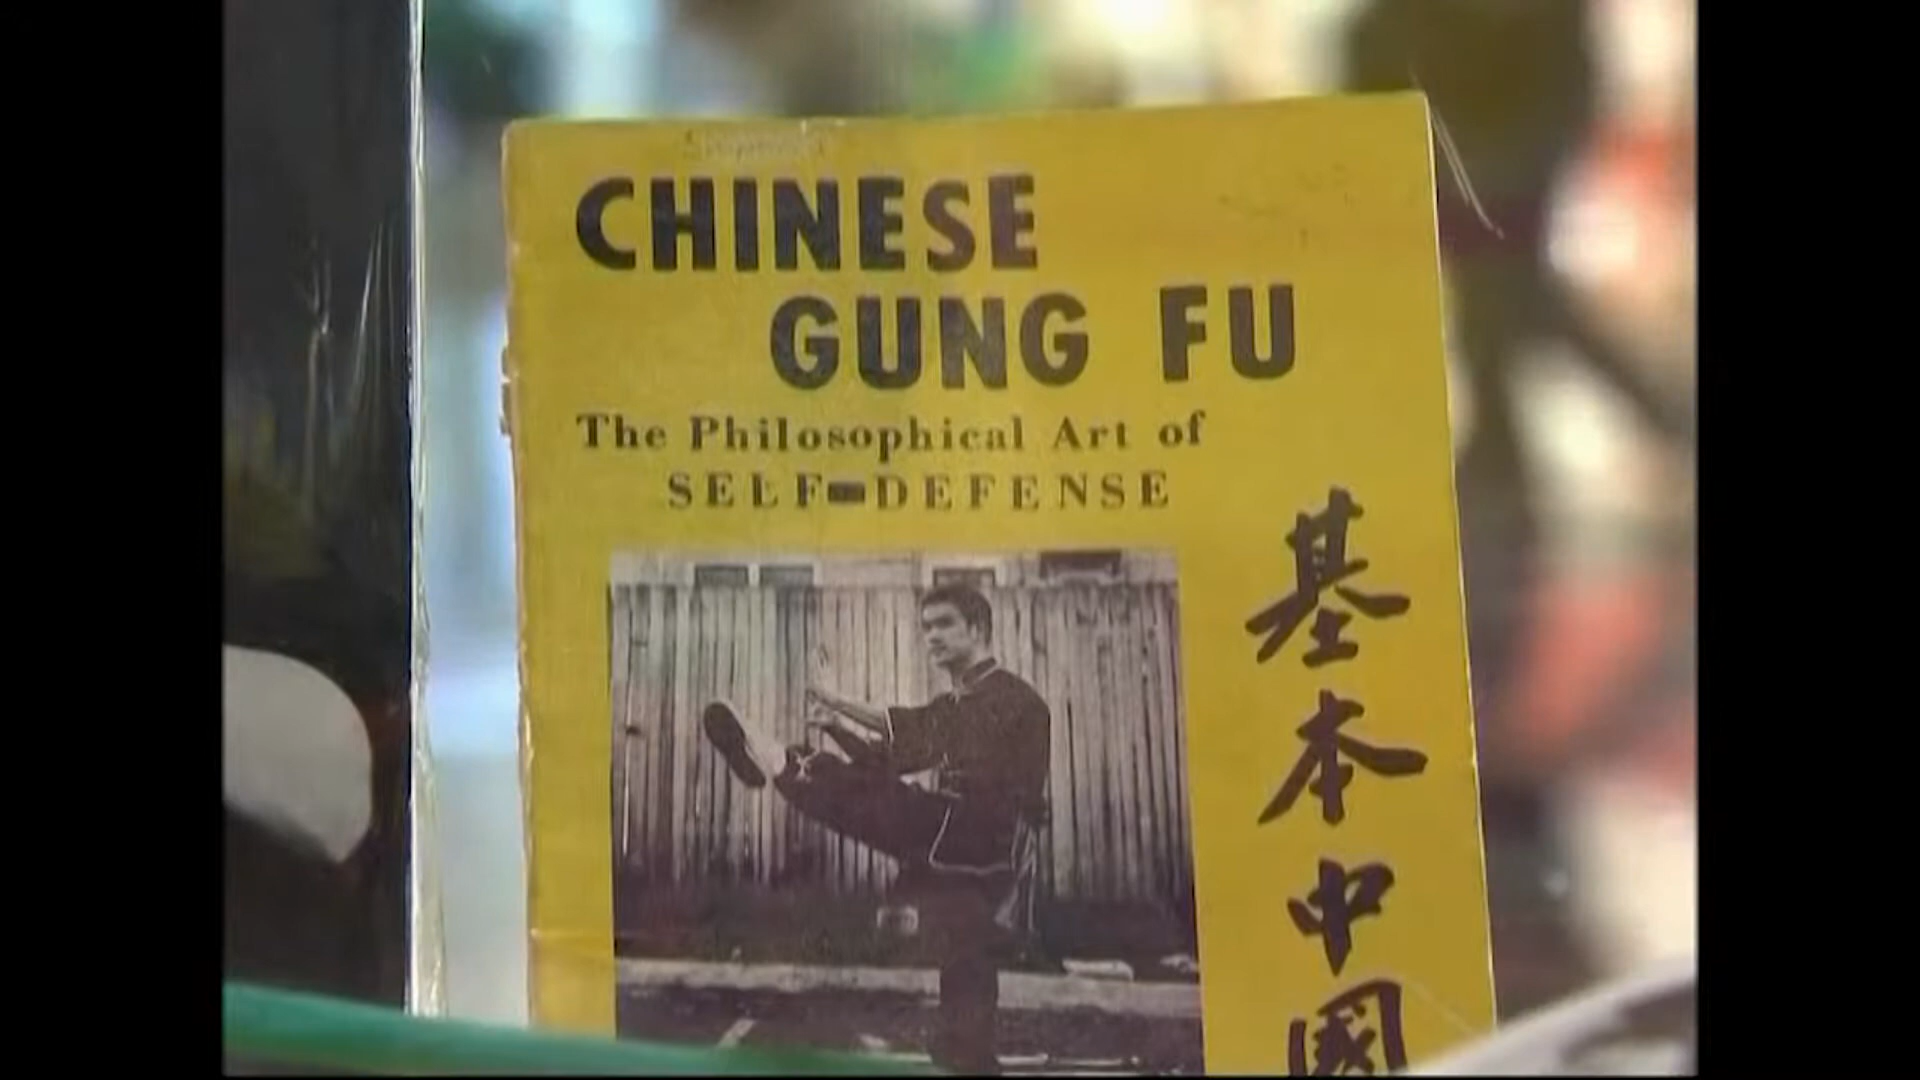 CHINESE
GUNG FU
The Philosophical Art of
SELF-DEFENSE
基本中國